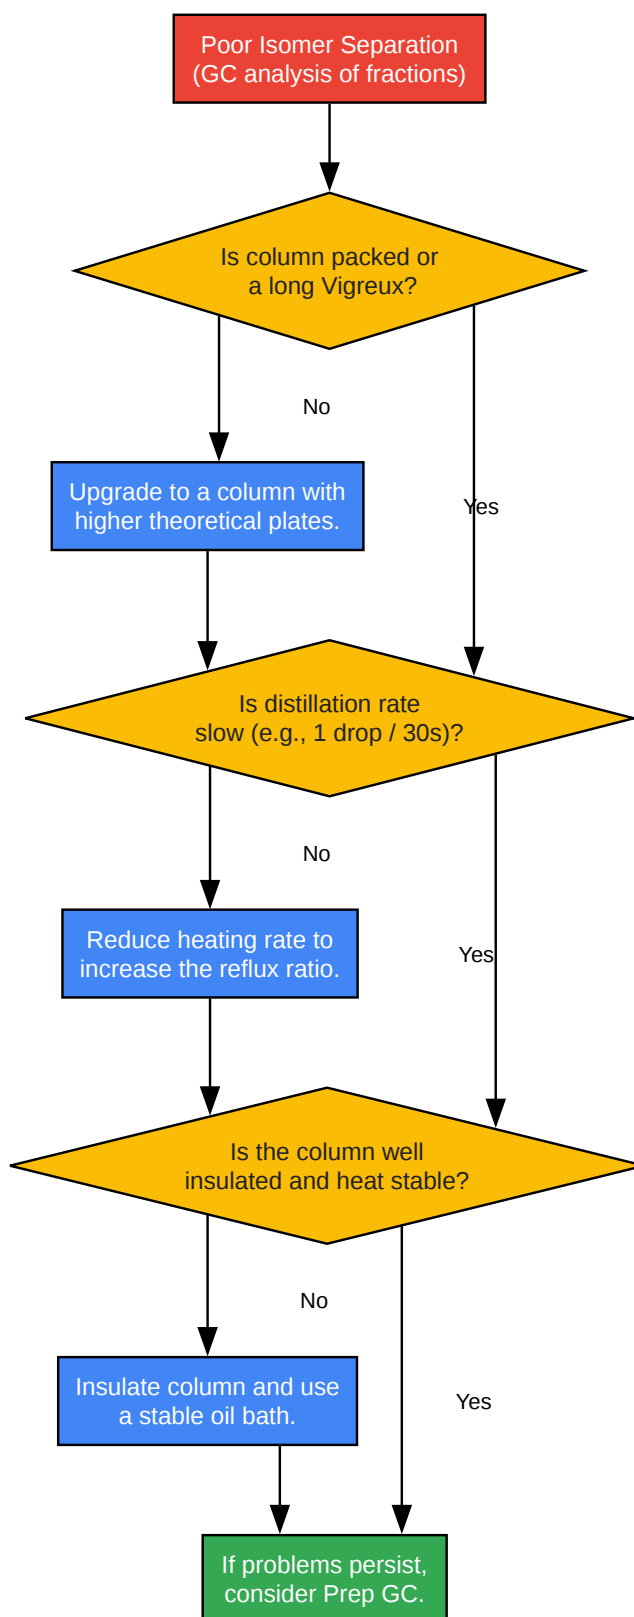 Poor Isomer Separation
(GC analysis of fractions)
Is column packed or
a long Vigreux?
No
Upgrade to a column with
higher theoretical plates.
Yes
Is distillation rate
slow (e.g., 1 drop / 30s)?
No
Reduce heating rate to
increase the reflux ratio.
Yes
Is the column well
insulated and heat stable?
No
Insulate column and use
a stable oil bath.
Yes
If problems persist,
consider Prep GC.